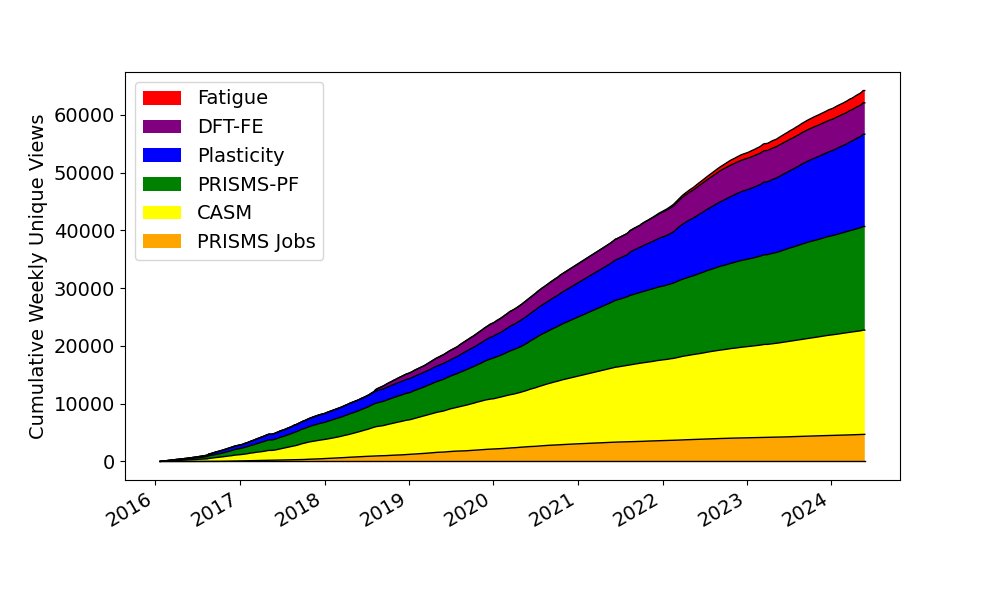 Fatigue
DFT-FE
Plasticity
PRISMS-PF
CASM
PRISMS Jobs
Cumulative Weekly Unique Views
60000
50000
40000
30000
20000
10000
0
2016
2017
2018
2019
2020
2021
2022
2023
2024